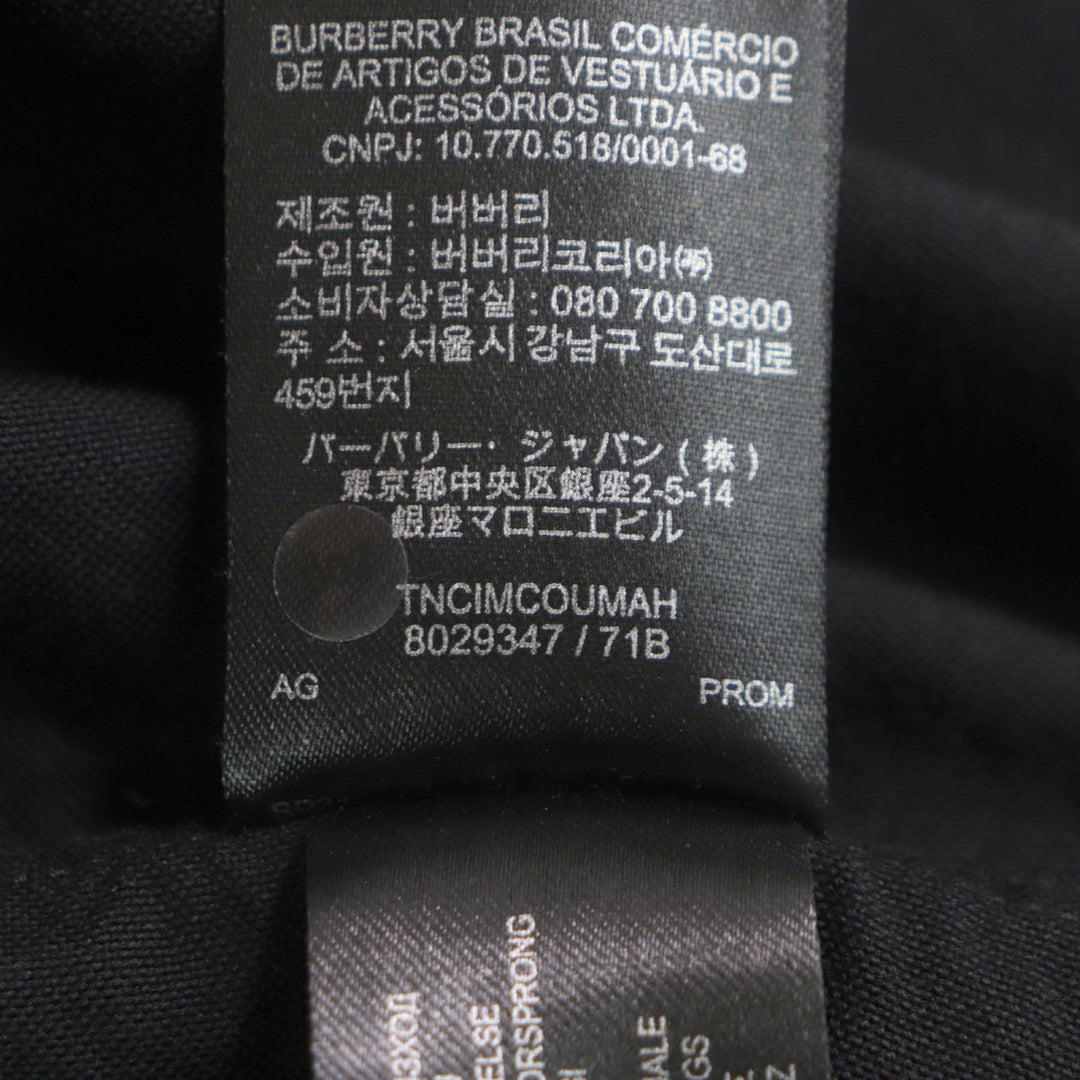 BURBERRY BRASIL COMÉRCIO
DE ARTIGOS DE VESTUÁRIO E
ACESSÓRIOS LTDA.
CNPJ: 10.770.518/0001-68
제조원 : 버버리
수입원 : 버버리코리아㈜
소비자상담실 : 080 700 8800
주 소 : 서울시 강남구 도산대로
459번지
バーバリー・ジャパン ( 株 )
東京都中央区銀座2-5-14
銀座マロニエビル
TNCIMCOUMAH
8029347 / 71B
AG PROM